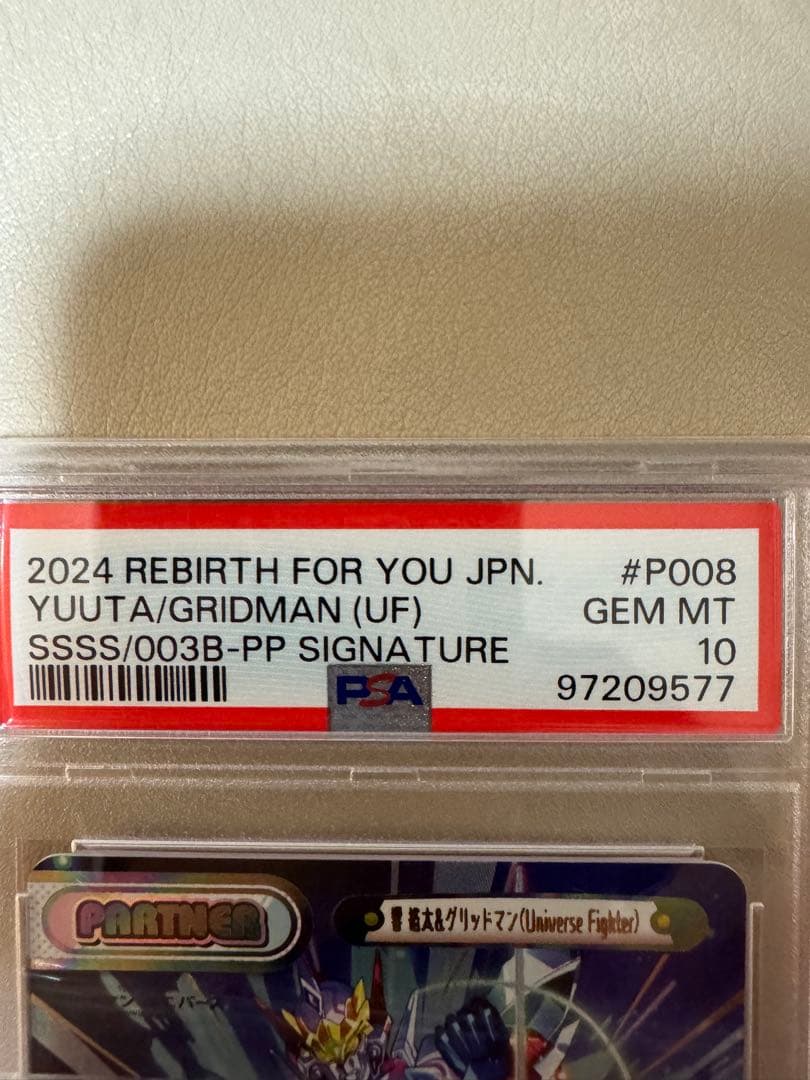 2024 REBIRTH FOR YOU JPN. #P008
YUUTA/GRIDMAN (UF) GEM MT
SSSS/003B-PP SIGNATURE 10
PSA 97209577
PARTNER
響 裕太&グリッドマン(Universe Fighter)